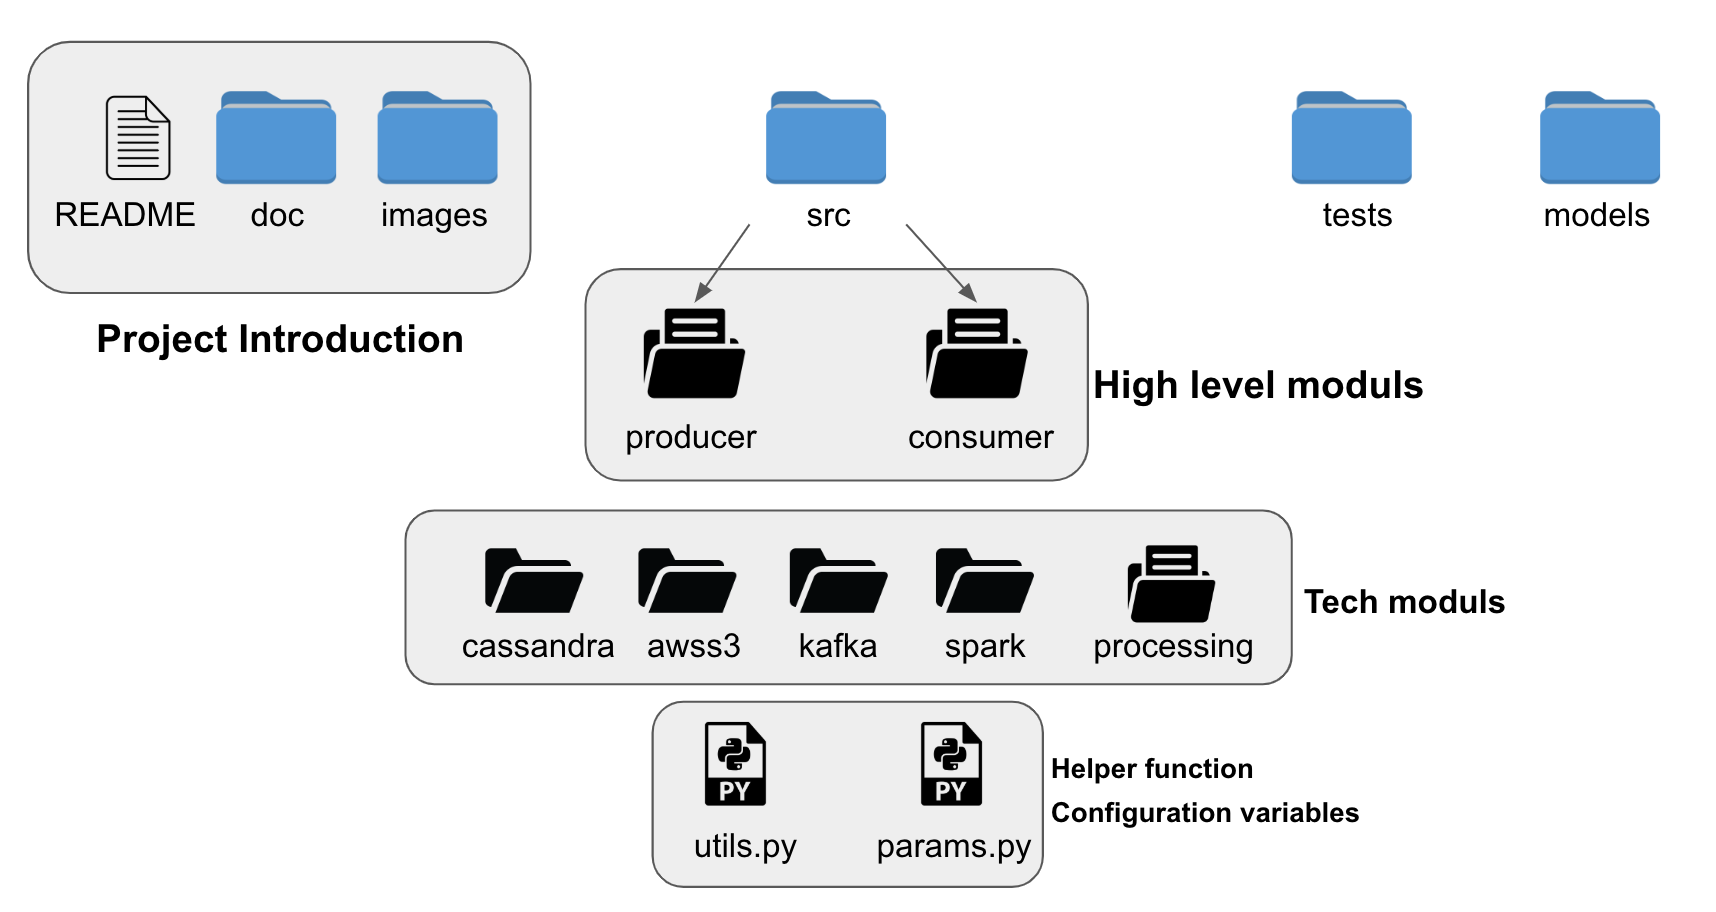 README
doc
images
src
tests
models
Project Introduction
producer
consumer
High level moduls
cassandra
awss3
kafka
spark
processing
Tech moduls
PY
PY
utils.py
params.py
Helper function
Configuration variables